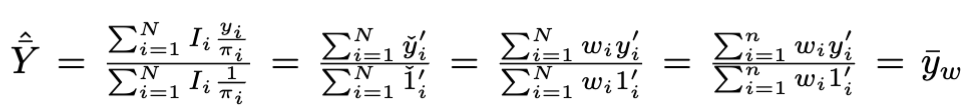 $\hat{\bar{Y}} = \frac{\sum_{i=1}^{N} I_i \frac{y_i}{\pi_i}}{\sum_{i=1}^{N} I_i \frac{1}{\pi_i}} = \frac{\sum_{i=1}^{N} \check{y}'_i}{\sum_{i=1}^{N} \check{1}'_i} = \frac{\sum_{i=1}^{N} w_i y'_i}{\sum_{i=1}^{N} w_i 1'_i} = \frac{\sum_{i=1}^{n} w_i y'_i}{\sum_{i=1}^{n} w_i 1'_i} = \bar{y}_w$